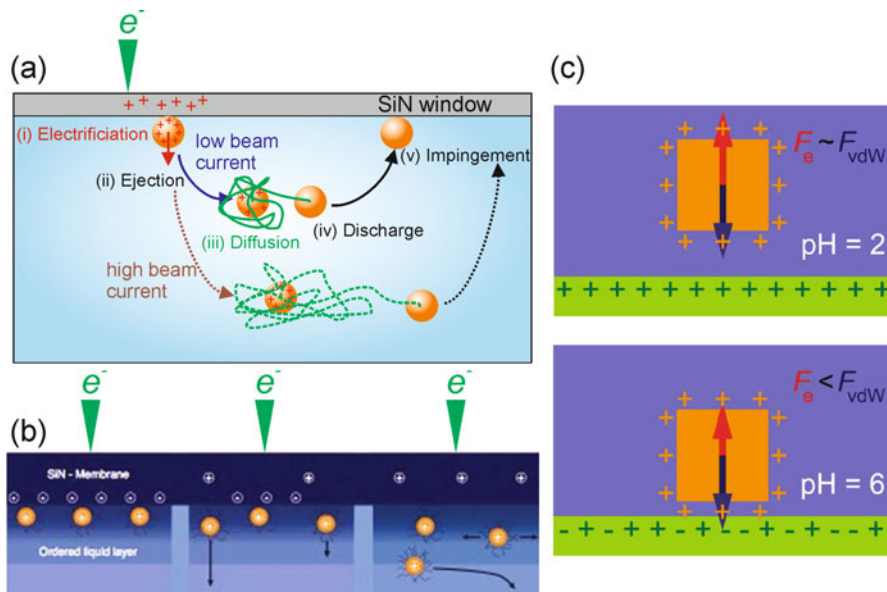 (a)
e-
SiN window
+ + + + + +
(i) Electrificiation
low beam
current
(ii) Ejection
(iii) Diffusion
(iv) Discharge
(v) Impingement
high beam
current
(b)
e-
e-
e-
SiN - Membrane
Ordered liquid layer
(c)
Fe ~ FvdW
pH = 2
+ + + + + + + + + + + +
Fe < FvdW
pH = 6
- + - + - + - - + - + - + -